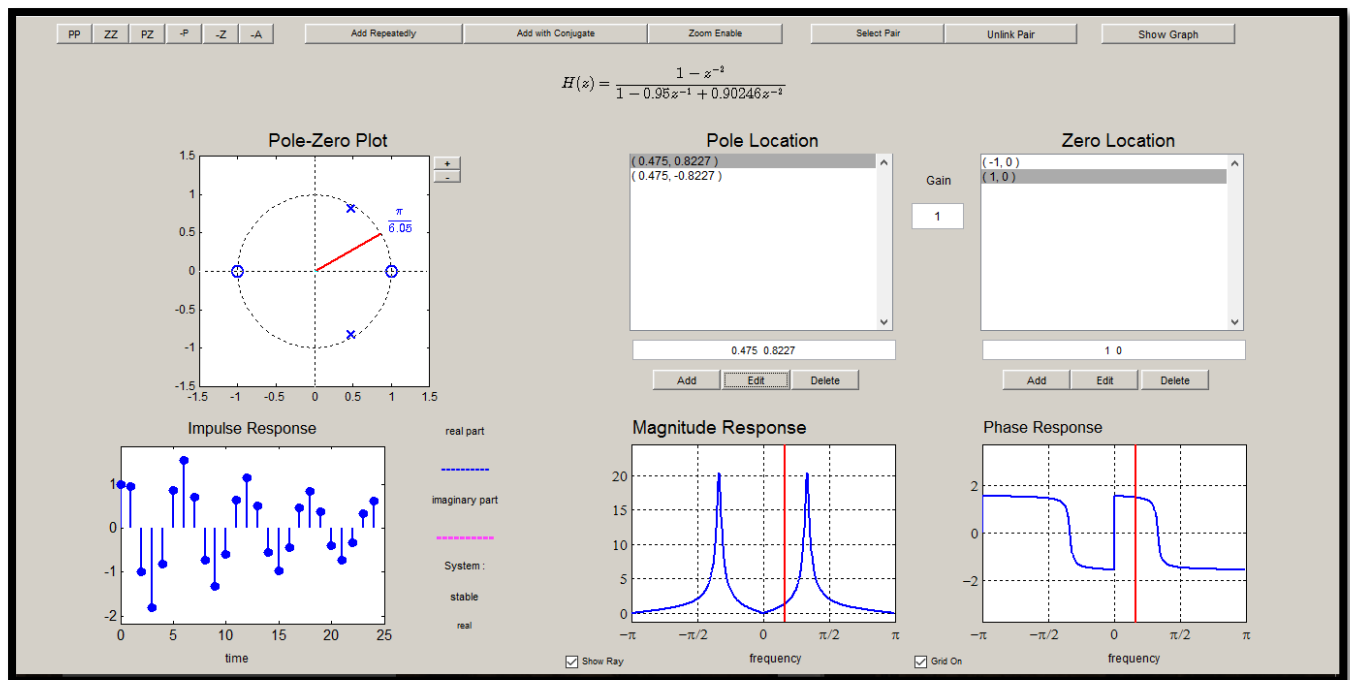 PP ZZ PZ -P -Z -A Add Repeatedly Add with Conjugate Zoom Enable Select Pair Unlink Pair Show Graph
H(z) = \frac{1 - z^{-2}}{1 - 0.95z^{-1} + 0.90246z^{-2}}
Pole-Zero Plot
+
-
1.5
1
0.5
0
-0.5
-1
-1.5
-1.5 -1 -0.5 0 0.5 1 1.5
π
6.05
Pole Location
( 0.475, 0.8227 )
( 0.475, -0.8227 )
0.475 0.8227
Add Edit Delete
Gain
1
Zero Location
( -1, 0 )
( 1, 0 )
1 0
Add Edit Delete
Impulse Response
1
0
-1
-2
0 5 10 15 20 25
time
real part
imaginary part
System :
stable
real
Magnitude Response
20
15
10
5
0
−π −π/2 0 π/2 π
frequency
Show Ray
Phase Response
2
0
−2
−π −π/2 0 π/2 π
frequency
Grid On